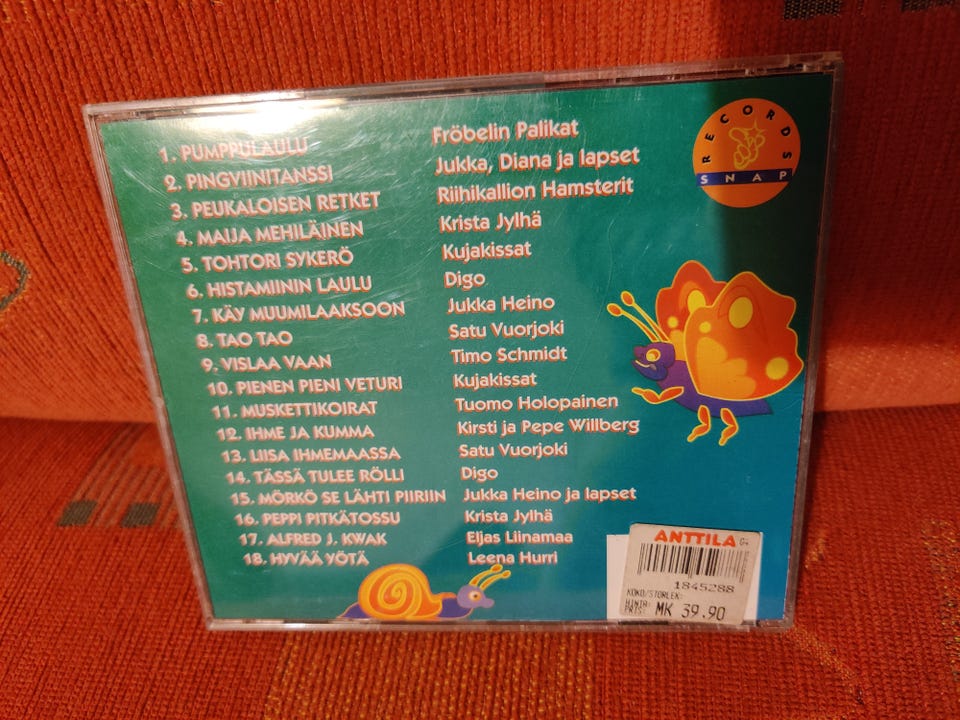 1. PUMPPULAULU Fröbelin Palikat
2. PINGVIINITANSSI Jukka, Diana ja lapset
3. PEUKALOISEN RETKET Riihikallion Hamsterit
4. MAIJA MEHILÄINEN Krista Jylhä
5. TOHTORI SYKERÖ Kujakissat
6. HISTAMIININ LAULU Digo
7. KÄY MUUMILAAKSOON Jukka Heino
8. TAO TAO Satu Vuorjoki
9. VISLAA VAAN Timo Schmidt
10. PIENEN PIENI VETURI Kujakissat
11. MUSKETTIKOIRAT Tuomo Holopainen
12. IHME JA KUMMA Kirsti ja Pepe Willberg
13. LIISA IHMEMAASSA Satu Vuorjoki
14. TÄSSÄ TULEE RÖLLI Digo
15. MÖRKÖ SE LÄHTI PIIRIIN Jukka Heino ja lapset
16. PEPPI PITKÄTOSSU Krista Jylhä
17. ALFRED J. KWAK Eljas Liinamaa
18. HYVÄÄ YÖTÄ Leena Hurri
RECORDS
SNAP
ANTTILA
1845288
KOKO/STORLEK:
HINTA:
PRIS: MK 39.90